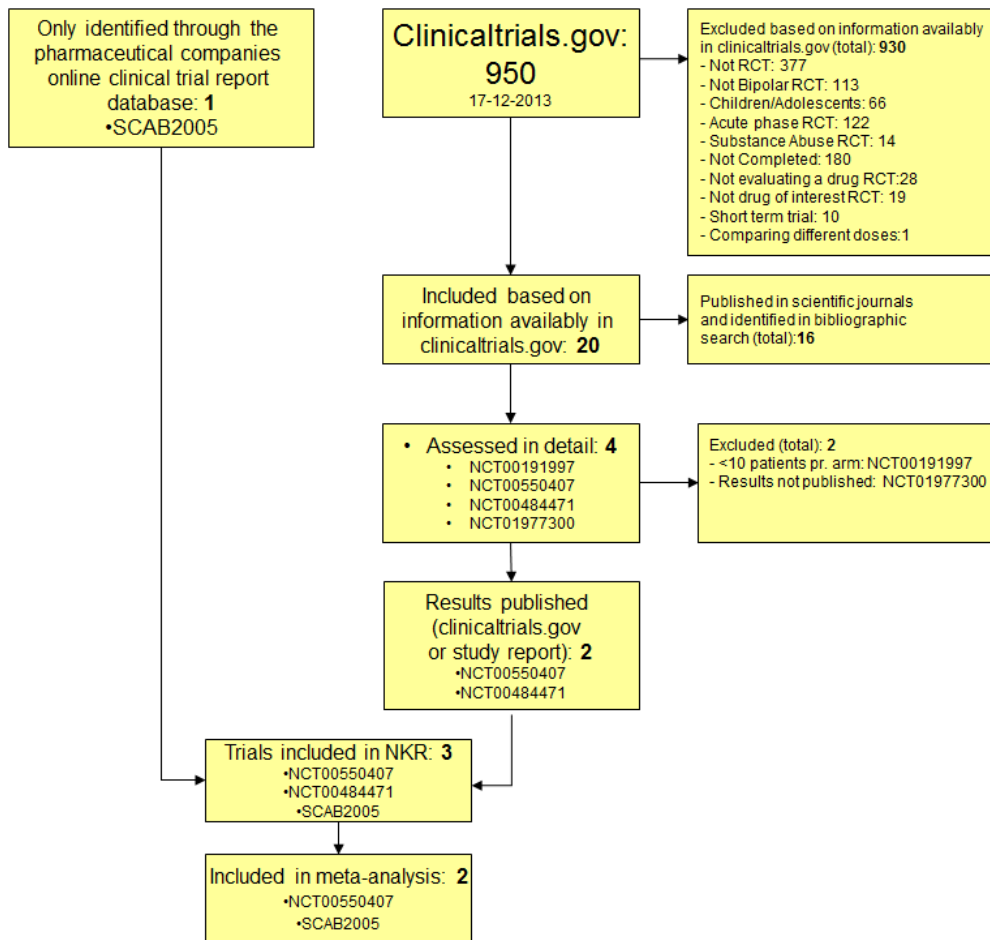 Only identified through the
pharmaceutical companies
online clinical trial report
database: 1
•SCAB2005
Clinicaltrials.gov:
950
17-12-2013
Excluded based on information availably
in clinicaltrials.gov (total): 930
- Not RCT: 377
- Not Bipolar RCT: 113
- Children/Adolescents: 66
- Acute phase RCT: 122
- Substance Abuse RCT: 14
- Not Completed: 180
- Not evaluating a drug RCT:28
- Not drug of interest RCT: 19
- Short term trial: 10
- Comparing different doses:1
Included based on
information availably in
clinicaltrials.gov: 20
Published in scientific journals
and identified in bibliographic
search (total):16
• Assessed in detail: 4
• NCT00191997
• NCT00550407
• NCT00484471
• NCT01977300
Excluded (total): 2
- <10 patients pr. arm: NCT00191997
- Results not published: NCT01977300
Results published
(clinicaltrials.gov
or study report): 2
•NCT00550407
•NCT00484471
Trials included in NKR: 3
•NCT00550407
•NCT00484471
•SCAB2005
Included in meta-analysis: 2
•NCT00550407
•SCAB2005